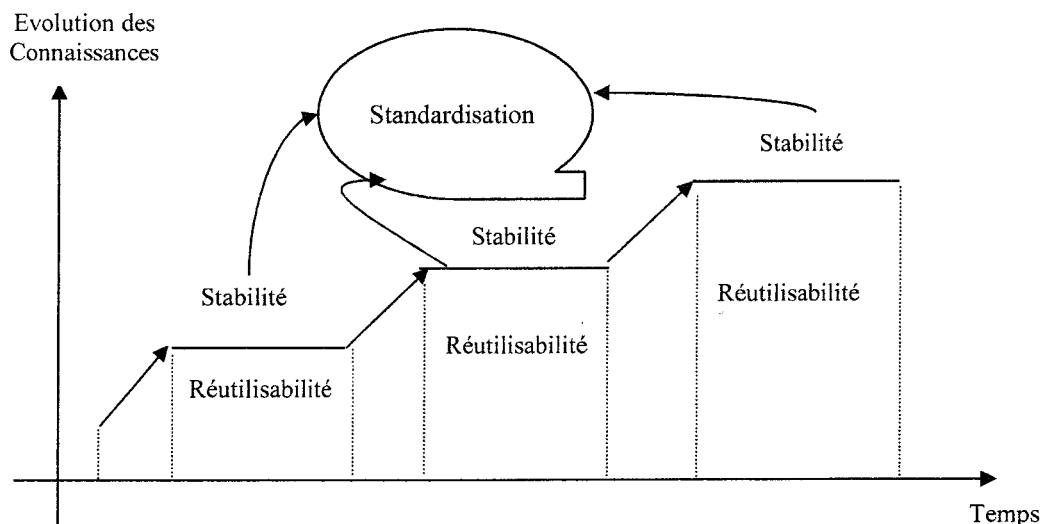 Evolution des
Connaissances
Standardisation
Stabilité
Stabilité
Stabilité
Réutilisabilité
Réutilisabilité
Réutilisabilité
Temps